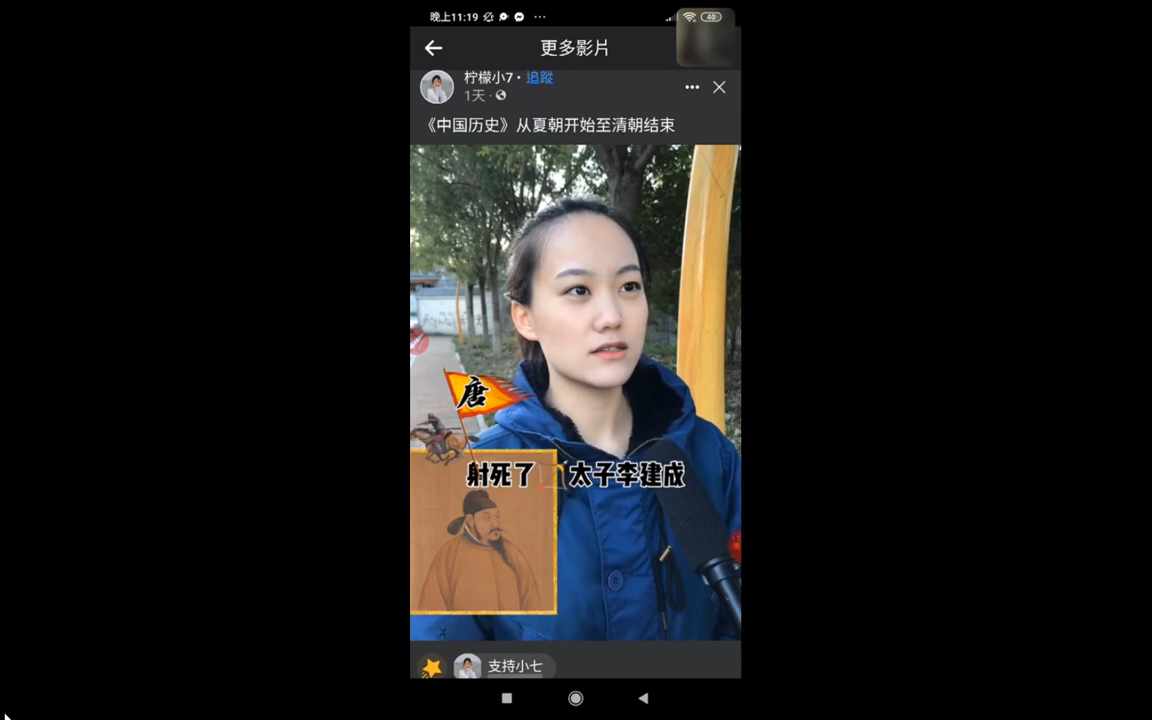 晚上11:19
40
更多影片
柠檬小7 · 追蹤
1天 ·
《中国历史》从夏朝开始至清朝结束
唐
射死了 太子李建成
支持小七